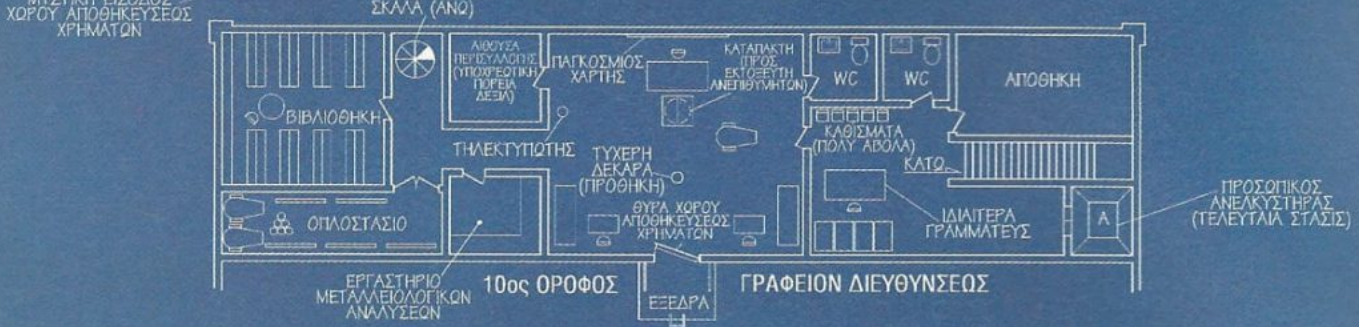 ΜΥΣΤΙΚΗ ΕΙΣΟΔΟΣ
ΧΩΡΟΥ ΑΠΟΘΗΚΕΥΣΕΩΣ
ΧΡΗΜΑΤΩΝ
ΣΚΑΛΑ (ΑΝΩ)
ΒΙΒΛΙΟΘΗΚΗ
ΑΙΘΟΥΣΑ
ΠΕΡΙΣΥΛΛΟΓΗΣ
(ΥΠΟΧΡΕΩΤΙΚΗ
ΠΟΡΕΙΑ
ΔΕΞΙΑ)
ΠΑΓΚΟΣΜΙΟΣ
ΧΑΡΤΗΣ
ΚΑΤΑΠΑΚΤΗ
(ΠΡΟΣ
ΕΚΤΟΞΕΥΤΗ
ΑΝΕΠΙΘΥΜΗΤΩΝ)
WC
WC
ΑΠΟΘΗΚΗ
ΤΗΛΕΚΤΥΠΩΤΗΣ
ΤΥΧΕΡΗ
ΔΕΚΑΡΑ
(ΠΡΟΘΗΚΗ)
ΚΑΘΙΣΜΑΤΑ
(ΠΟΛΥ ΑΒΟΛΑ)
ΚΑΤΩ
ΟΠΛΟΣΤΑΣΙΟ
ΘΥΡΑ ΧΩΡΟΥ
ΑΠΟΘΗΚΕΥΣΕΩΣ
ΧΡΗΜΑΤΩΝ
ΙΔΙΑΙΤΕΡΑ
ΓΡΑΜΜΑΤΕΥΣ
Α
ΠΡΟΣΩΠΙΚΟΣ
ΑΝΕΛΚΥΣΤΗΡΑΣ
(ΤΕΛΕΥΤΑΙΑ ΣΤΑΣΙΣ)
ΕΡΓΑΣΤΗΡΙΟ
ΜΕΤΑΛΛΕΙΟΛΟΓΙΚΩΝ
ΑΝΑΛΥΣΕΩΝ
10ος ΟΡΟΦΟΣ
ΓΡΑΦΕΙΟΝ ΔΙΕΥΘΥΝΣΕΩΣ
ΕΞΕΔΡΑ